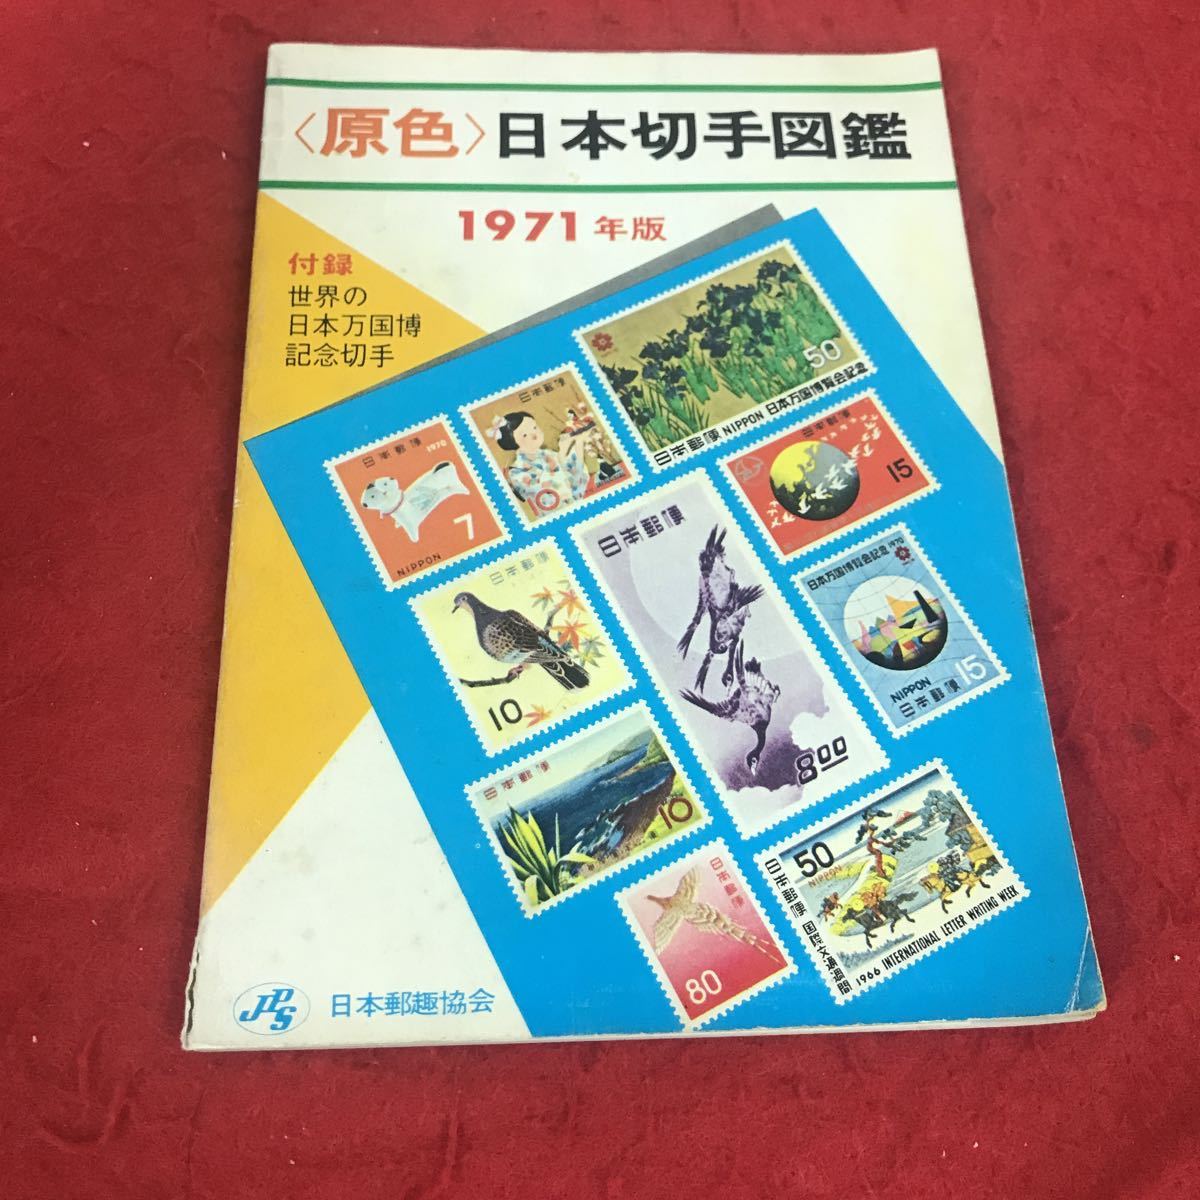 〈原色〉日本切手図鑑
1971年版
付録
世界の
日本万国博
記念切手
50
日本郵便 NIPPON 日本万国博覧会記念
日本郵便
10
日本郵便
1970
7
NIPPON
日本郵便
15
日本郵便
8.00
日本万国博覧会記念 1970
15
NIPPON
日本郵便
日本郵便
10
日本郵便
10
日本郵便
80
50
NIPPON
日本郵便 国際文通週間
1966 INTERNATIONAL LETTER WRITING WEEK
JPS
日本郵趣協会